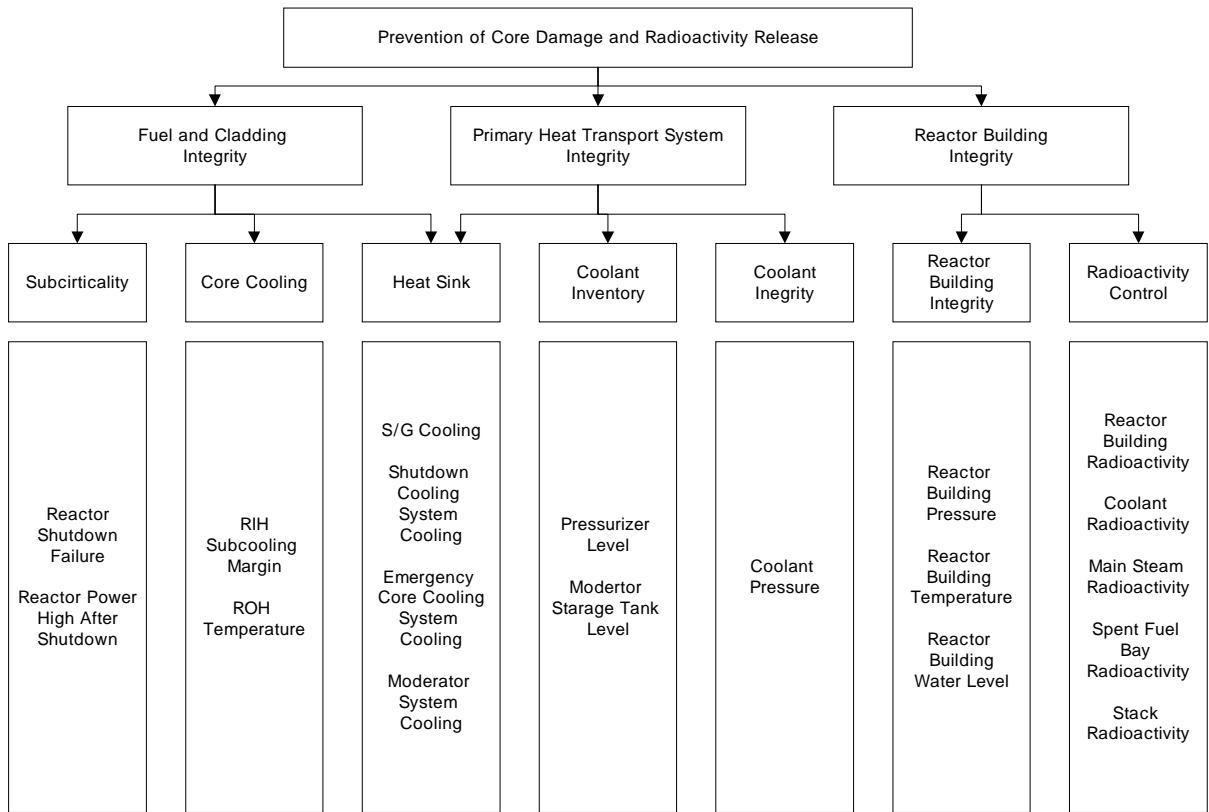 Prevention of Core Damage and Radioactivity Release
Fuel and Cladding
Integrity
Primary Heat Transport System
Integrity
Reactor Building
Integrity
Subcirticality
Core Cooling
Heat Sink
Coolant
Inventory
Coolant
Inegrity
Reactor
Building
Integrity
Radioactivity
Control
Reactor
Shutdown
Failure
Reactor Power
High After
Shutdown
RIH
Subcooling
Margin
ROH
Temperature
S/G Cooling
Shutdown
Cooling
System
Cooling
Emergency
Core Cooling
System
Cooling
Moderator
System
Cooling
Pressurizer
Level
Modertor
Starage Tank
Level
Coolant
Pressure
Reactor
Building
Pressure
Reactor
Building
Temperature
Reactor
Building
Water Level
Reactor
Building
Radioactivity
Coolant
Radioactivity
Main Steam
Radioactivity
Spent Fuel
Bay
Radioactivity
Stack
Radioactivity